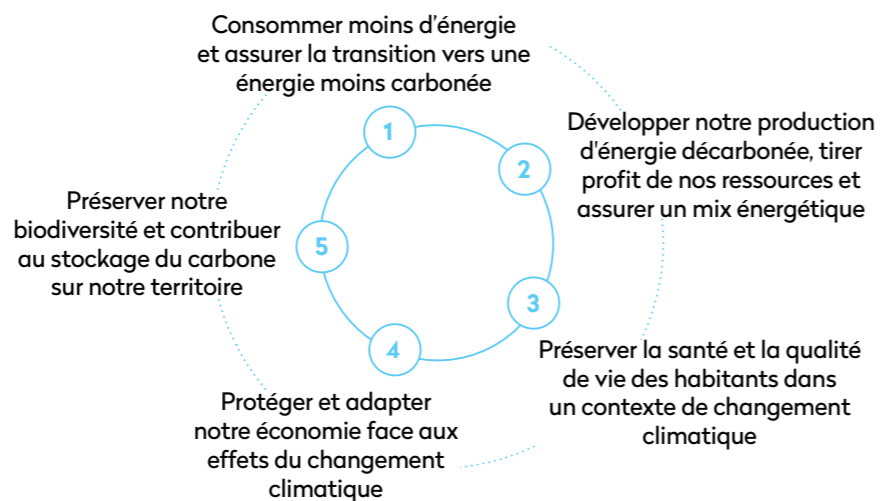 Consommer moins d'énergie
et assurer la transition vers une
énergie moins carbonée
1
2
Développer notre production
d'énergie décarbonée, tirer
profit de nos ressources et
assurer un mix énergétique
3
Préserver la santé et la qualité
de vie des habitants dans
un contexte de changement
climatique
4
Protéger et adapter
notre économie face aux
effets du changement
climatique
5
Préserver notre
biodiversité et contribuer
au stockage du carbone
sur notre territoire